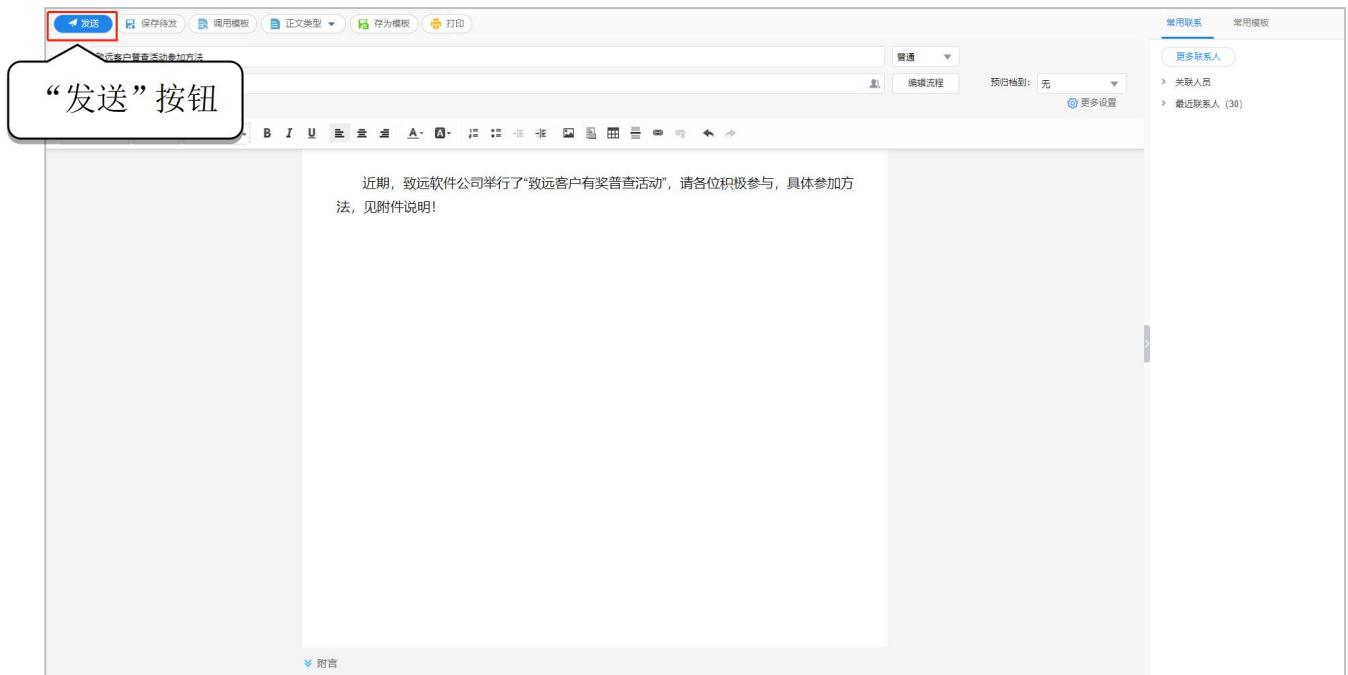 发送 保存待发 调用模板 正文类型 存为模板 打印 常用联系 常用模板
致远客户普查活动参加方法 普通 更多联系人
编辑流程 预归档到: 无 关联人员
更多设置 最近联系人 (30)
“发送”按钮
B I U A A
近期，致远软件公司举行了“致远客户有奖普查活动”，请各位积极参与，具体参加方
法，见附件说明！
附言